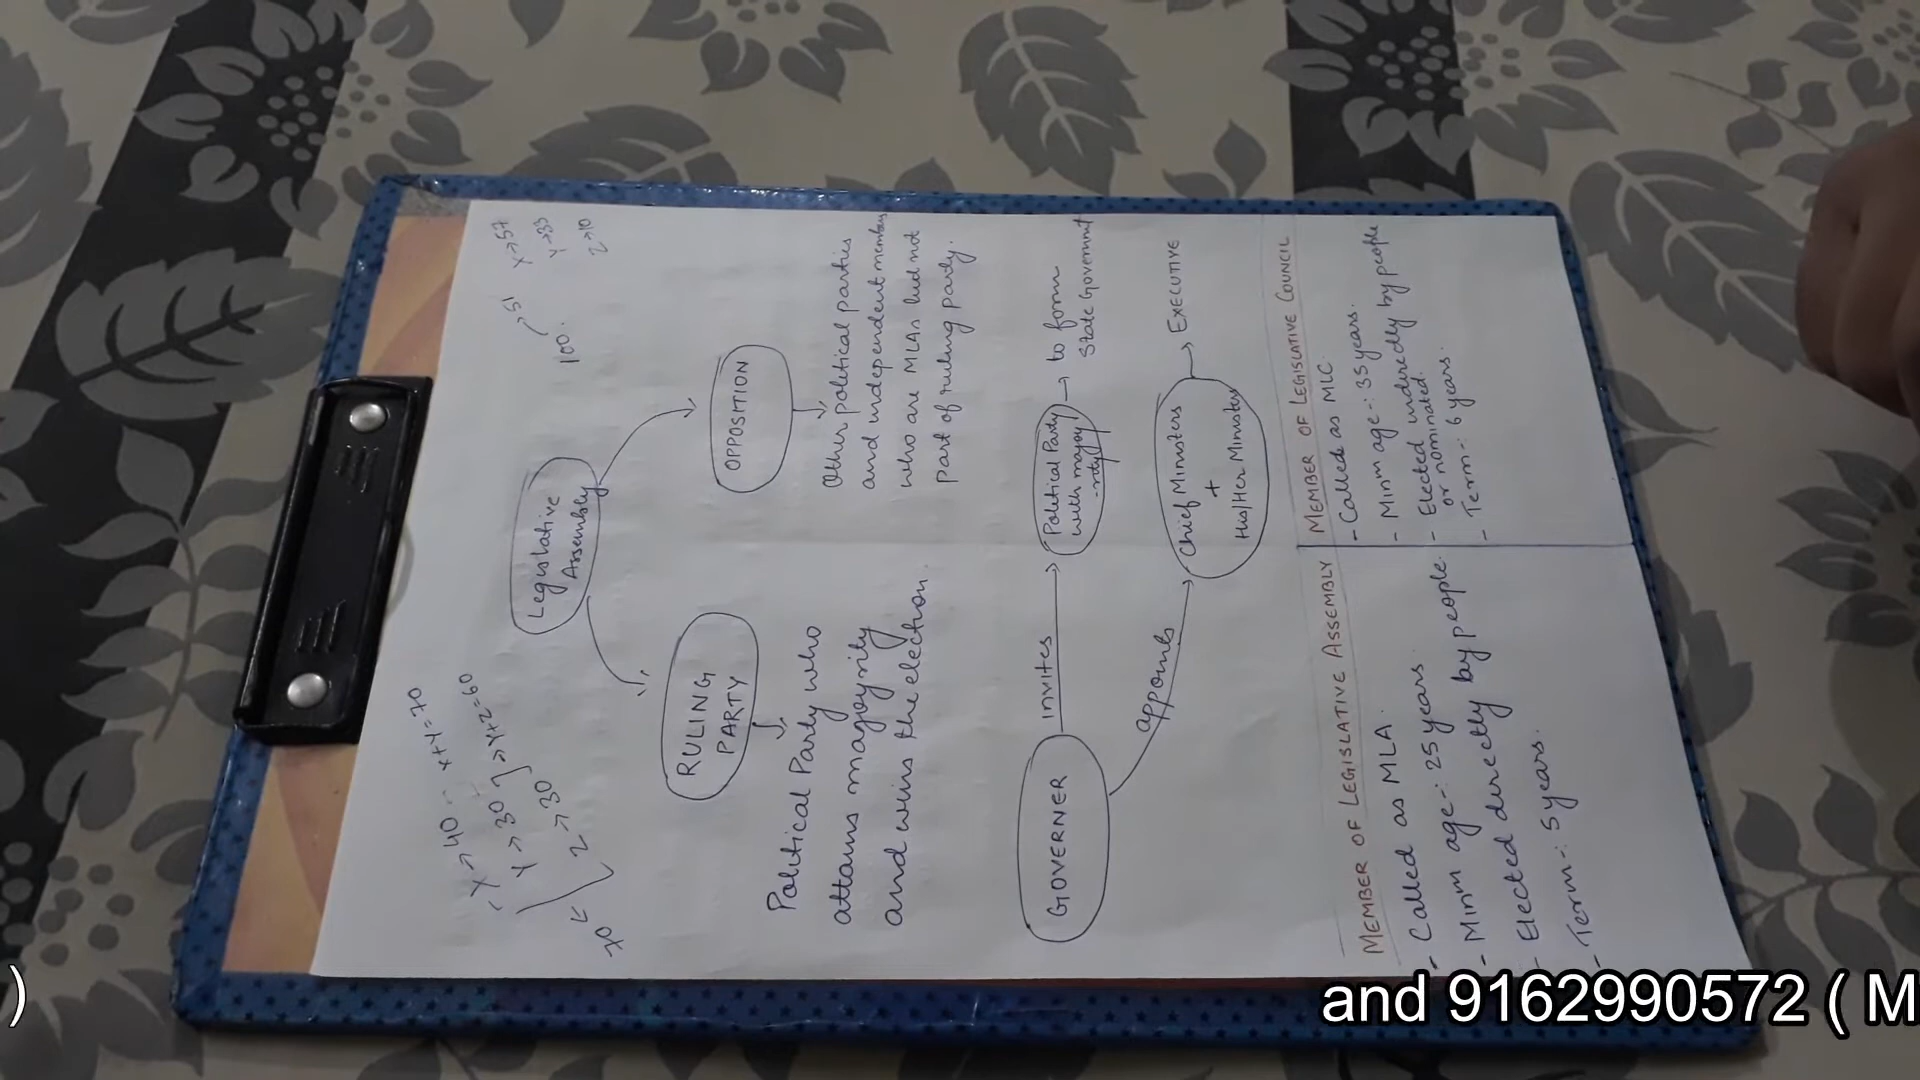 X → 40 - X+Y = 70
Y → 30 } → Y+Z = 60
Z → 30
70
100 → 51
X → 57
Y → 33
Z → 10
Legislative
Assembly
RULING
PARTY
Political Party who
attains magajority
and wins the election.
OPPOSITION
Other political parties
and independent members
who are MLAs but not
part of ruling party.
GOVERNER
invites
Political Party
with majay
-rity
to form
State Government
appoints
Chief Ministers
+
His/Her Minister
EXECUTIVE
MEMBER OF LEGISLATIVE ASSEMBLY
- Called as MLA.
- Minm age -: 25 years
- Elected directly by people.
- Term -: 5 years.
MEMBER OF LEGISLATIVE COUNCIL
- Called as MLC
- Minm age -: 35 years.
- Elected indirectly by people
or nominated.
- Term -: 6 years.
) and 9162990572 ( M